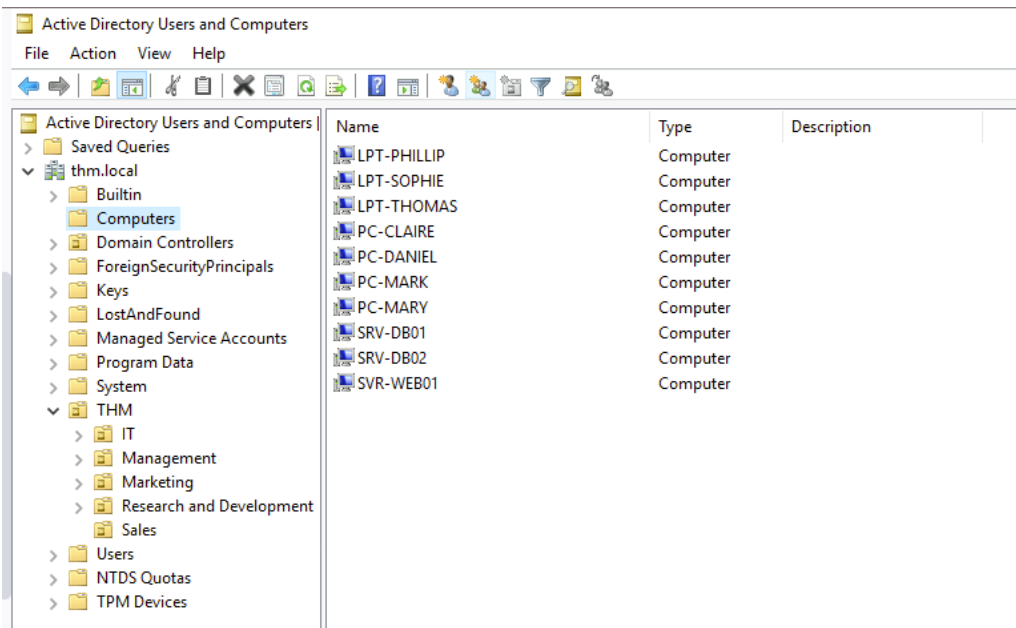 Active Directory Users and Computers
File Action View Help
Active Directory Users and Computers
Saved Queries
thm.local
Builtin
Computers
Domain Controllers
ForeignSecurityPrincipals
Keys
LostAndFound
Managed Service Accounts
Program Data
System
THM
IT
Management
Marketing
Research and Development
Sales
Users
NTDS Quotas
TPM Devices
Name Type Description
LPT-PHILLIP Computer
LPT-SOPHIE Computer
LPT-THOMAS Computer
PC-CLAIRE Computer
PC-DANIEL Computer
PC-MARK Computer
PC-MARY Computer
SRV-DB01 Computer
SRV-DB02 Computer
SVR-WEB01 Computer